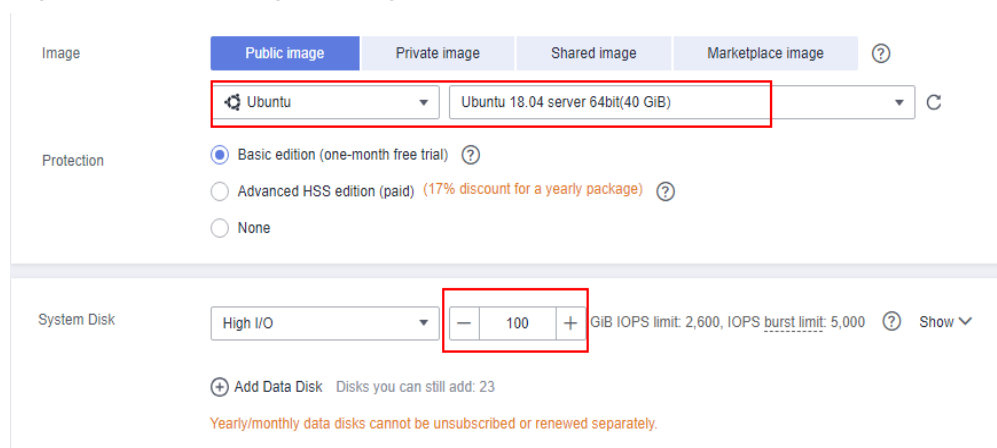 Image Public image Private image Shared image Marketplace image ?
Ubuntu Ubuntu 18.04 server 64bit(40 GiB)
Protection Basic edition (one-month free trial) ?
Advanced HSS edition (paid) (17% discount for a yearly package) ?
None
System Disk High I/O − 100 + GiB IOPS limit: 2,600, IOPS burst limit: 5,000 ? Show
Add Data Disk Disks you can still add: 23
Yearly/monthly data disks cannot be unsubscribed or renewed separately.